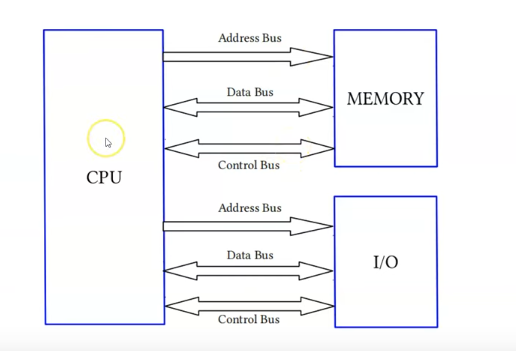 Address Bus
Data Bus
MEMORY
Control Bus
CPU
Address Bus
Data Bus
I/O
Control Bus